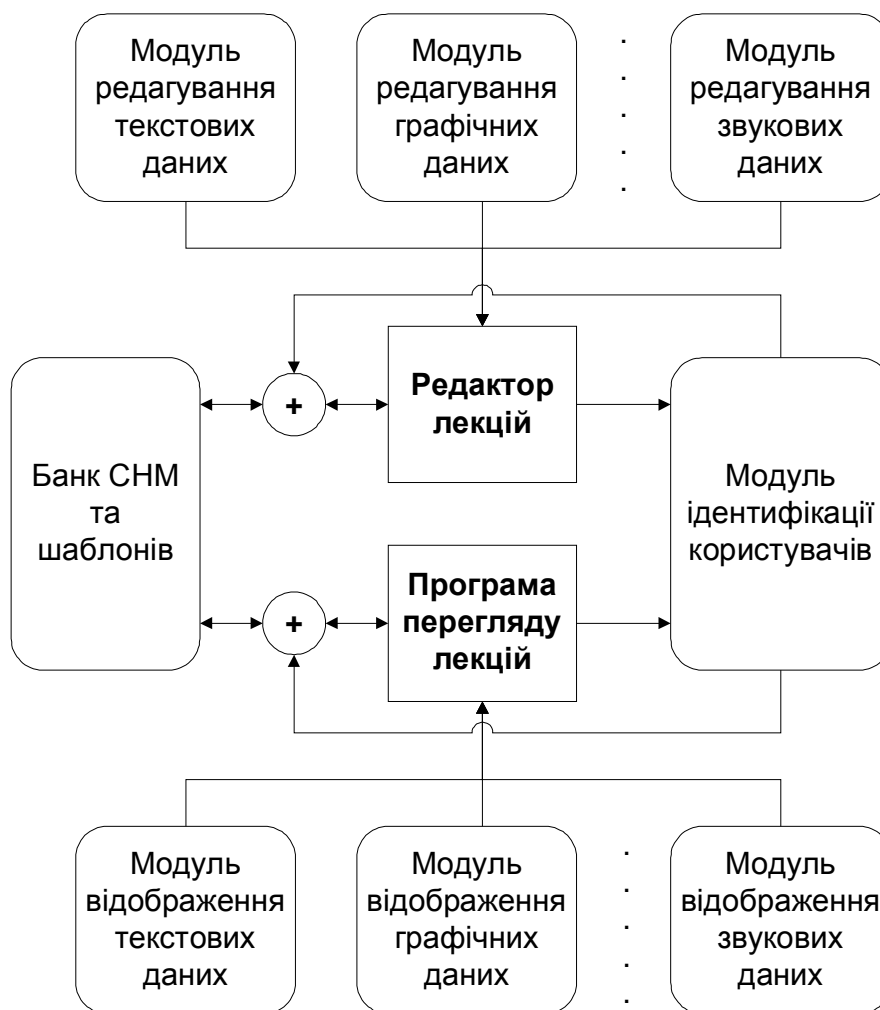 Модуль
редагування
текстових
даних
Модуль
редагування
графічних
даних
Модуль
редагування
звукових
даних
Банк СНМ
та
шаблонів
+
Редактор
лекцій
Модуль
ідентифікації
користувачів
+
Програма
перегляду
лекцій
Модуль
відображення
текстових
даних
Модуль
відображення
графічних
даних
Модуль
відображення
звукових
даних